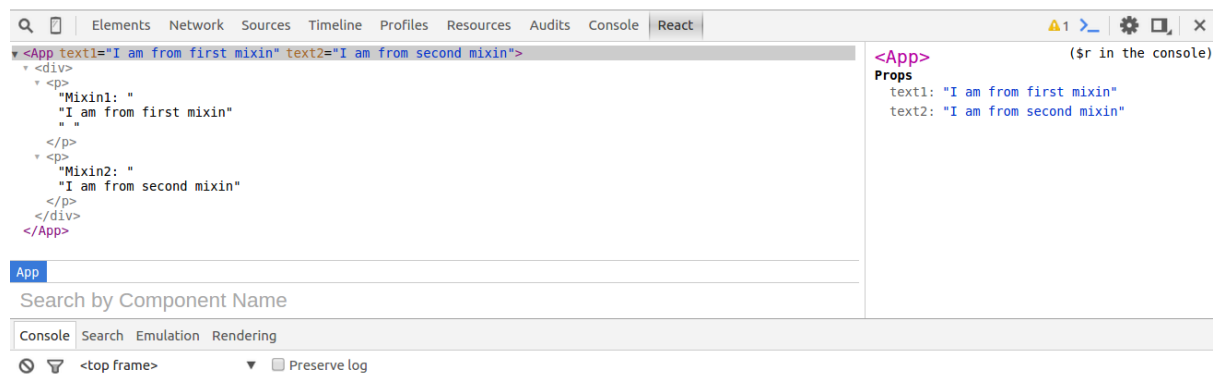 Elements Network Sources Timeline Profiles Resources Audits Console React 1
<App text1="I am from first mixin" text2="I am from second mixin">
<div>
<p>
"Mixin1: "
"I am from first mixin"
" "
</p>
<p>
"Mixin2: "
"I am from second mixin"
</p>
</div>
</App>
App
Search by Component Name
<App> ($r in the console)
Props
text1: "I am from first mixin"
text2: "I am from second mixin"
Console Search Emulation Rendering
<top frame> Preserve log